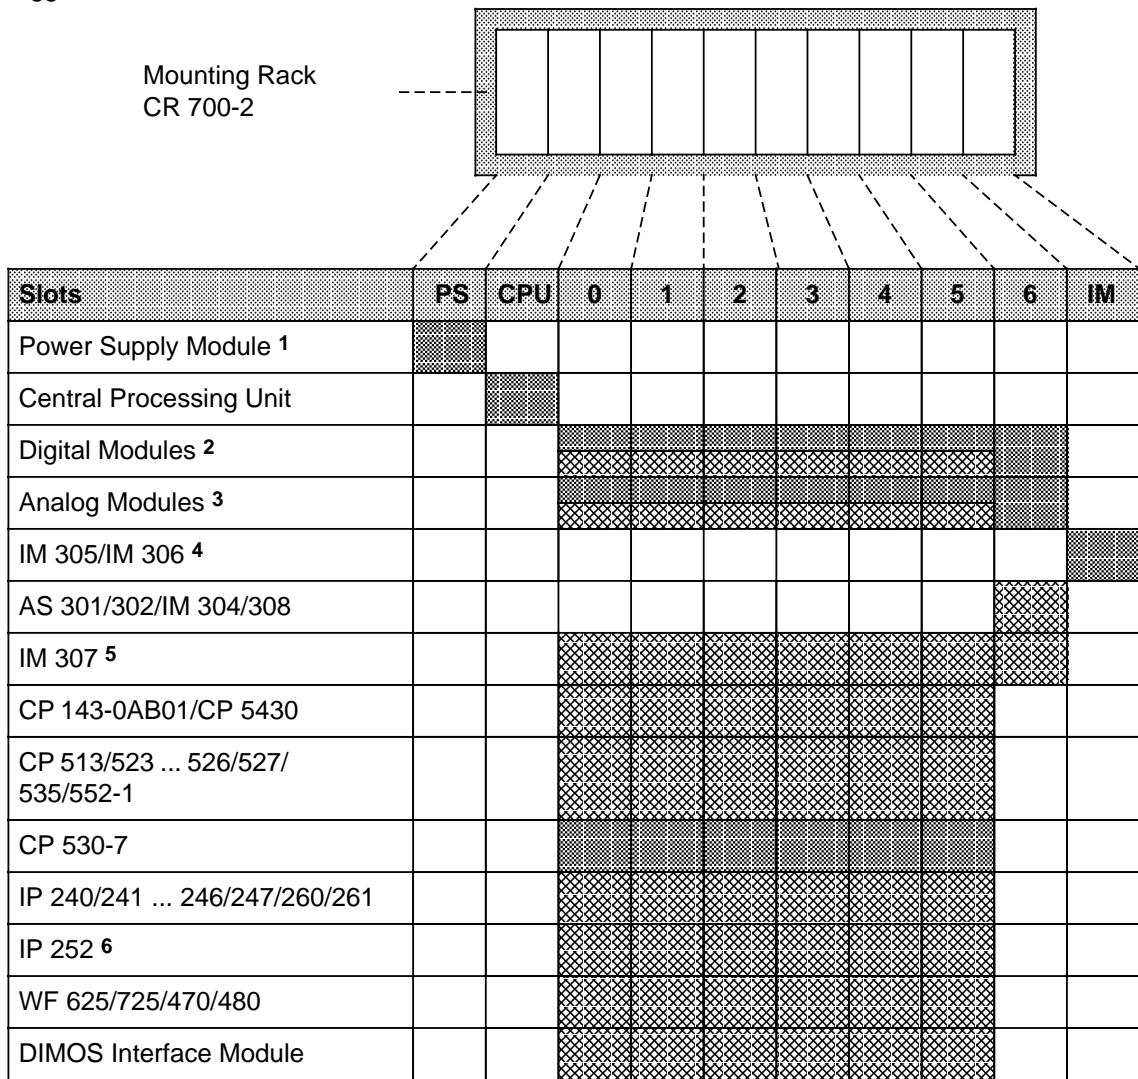 Mounting Rack
CR 700-2
Slots PS CPU 0 1 2 3 4 5 6 IM
Power Supply Module 1
Central Processing Unit
Digital Modules 2
Analog Modules 3
IM 305/IM 306 4
AS 301/302/IM 304/308
IM 307 5
CP 143-0AB01/CP 5430
CP 513/523 ... 526/527/
535/552-1
CP 530-7
IP 240/241 ... 246/247/260/261
IP 252 6
WF 625/725/470/480
DIMOS Interface Module